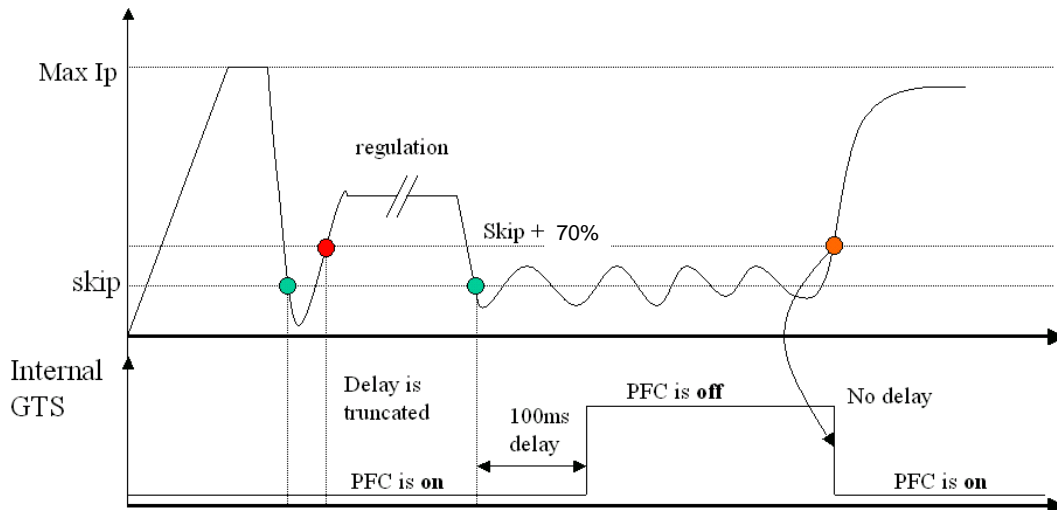 Max Ip
regulation
Skip + 70%
skip
Internal
GTS
Delay is
truncated
PFC is off
No delay
100ms
delay
PFC is on
PFC is on